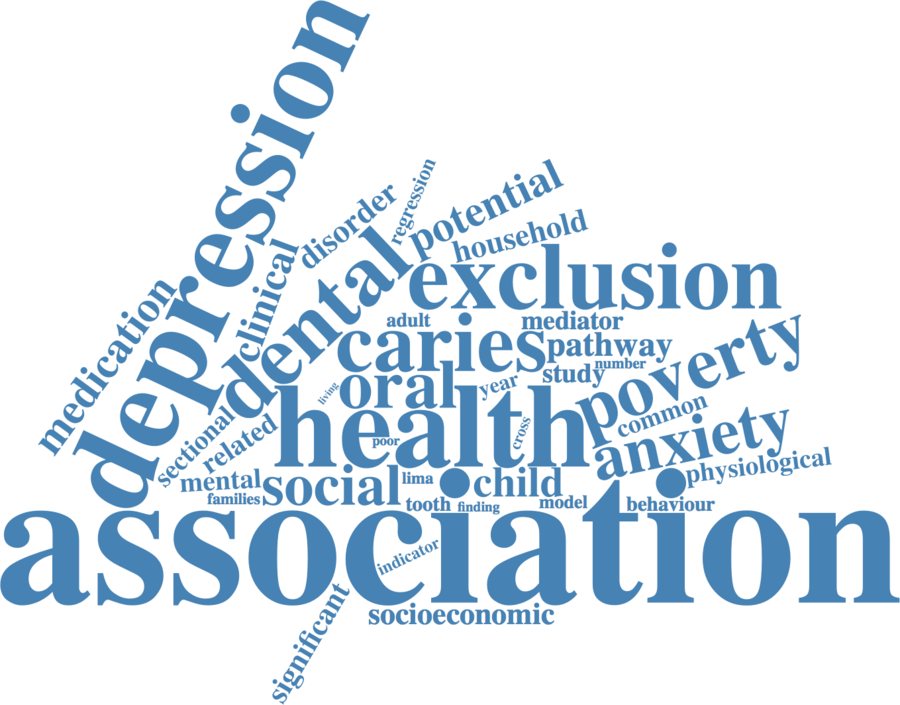 depression
regression
potential
disorder
household
clinical
dental
exclusion
medication
adult
mediator
caries
pathway
poverty
number
study
year
living
oral
common
sectional
related
health
poor
cross
anxiety
physiological
mental
social
lima
child
families
tooth
finding
model
behaviour
association
indicator
significant
socioeconomic